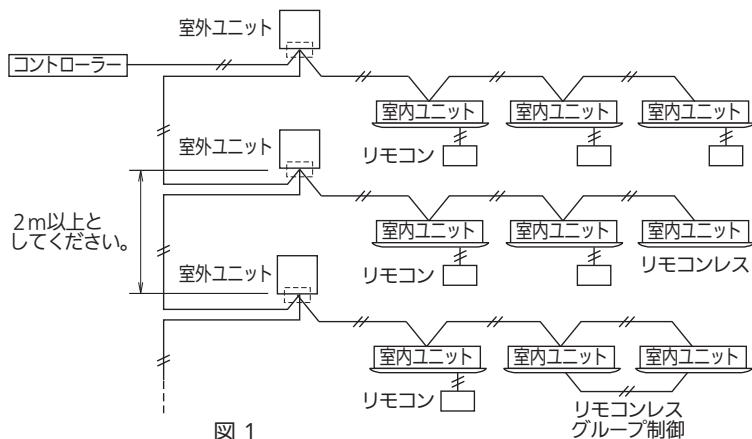 室外ユニット
コントローラー
室内ユニット
室内ユニット
室内ユニット
リモコン
室外ユニット
2m以上と
してください。
室内ユニット
室内ユニット
室内ユニット
リモコン
リモコンレス
室外ユニット
室内ユニット
室内ユニット
室内ユニット
リモコン
リモコンレス
グループ制御
図 1